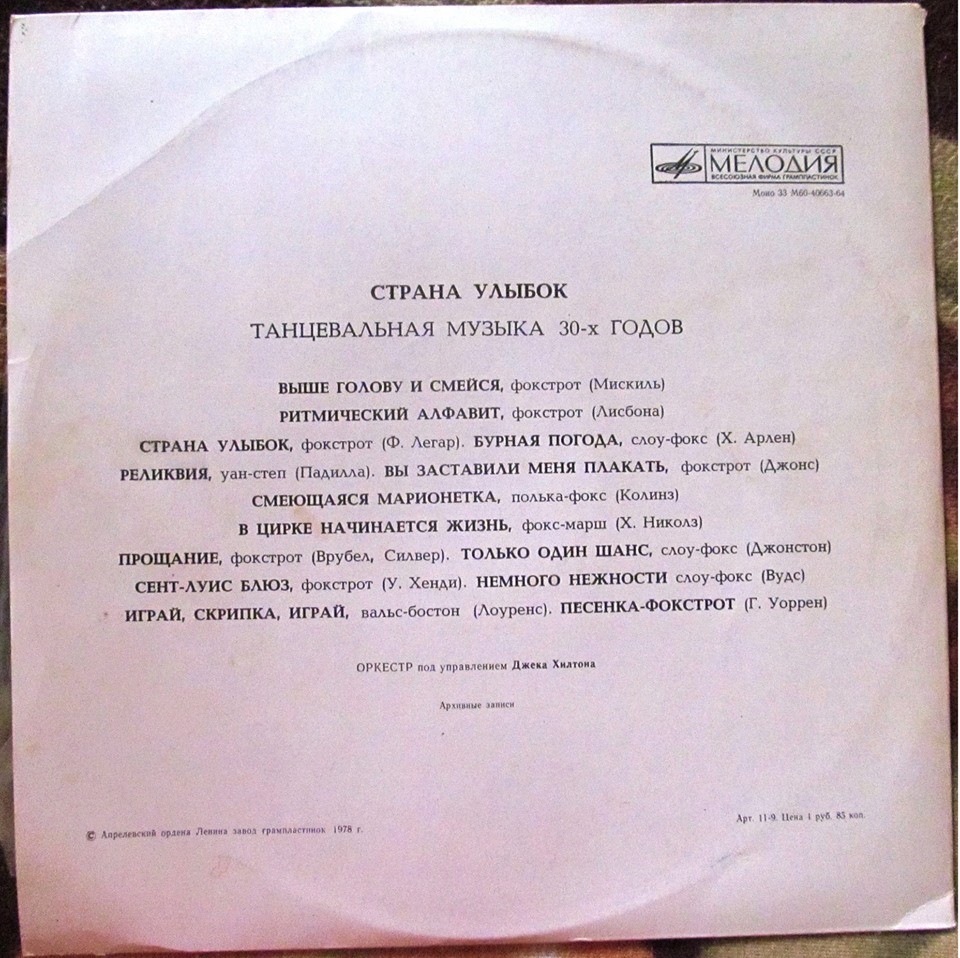 МИНИСТЕРСТВО КУЛЬТУРЫ СССР
МЕЛОДИЯ
ВСЕСОЮЗНАЯ ФИРМА ГРАМПЛАСТИНОК
Моно 33 М60-40663-64
СТРАНА УЛЫБОК
ТАНЦЕВАЛЬНАЯ МУЗЫКА 30-х ГОДОВ
ВЫШЕ ГОЛОВУ И СМЕЙСЯ, фокстрот (Мискиль)
РИТМИЧЕСКИЙ АЛФАВИТ, фокстрот (Лисбона)
СТРАНА УЛЫБОК, фокстрот (Ф. Легар). БУРНАЯ ПОГОДА, слоу-фокс (Х. Арлен)
РЕЛИКВИЯ, уан-степ (Падилла). ВЫ ЗАСТАВИЛИ МЕНЯ ПЛАКАТЬ, фокстрот (Джонс)
СМЕЮЩАЯСЯ МАРИОНЕТКА, полька-фокс (Колинз)
В ЦИРКЕ НАЧИНАЕТСЯ ЖИЗНЬ, фокс-марш (Х. Николз)
ПРОЩАНИЕ, фокстрот (Врубел, Силвер). ТОЛЬКО ОДИН ШАНС, слоу-фокс (Джонстон)
СЕНТ-ЛУИС БЛЮЗ, фокстрот (У. Хенди). НЕМНОГО НЕЖНОСТИ слоу-фокс (Вудс)
ИГРАЙ, СКРИПКА, ИГРАЙ, вальс-бостон (Лоуренс). ПЕСЕНКА-ФОКСТРОТ (Г. Уоррен)
ОРКЕСТР под управлением Джека Хилтона
Архивные записи
© Апрелевский ордена Ленина завод грампластинок 1978 г.
Арт. 11-9. Цена 1 руб. 85 коп.